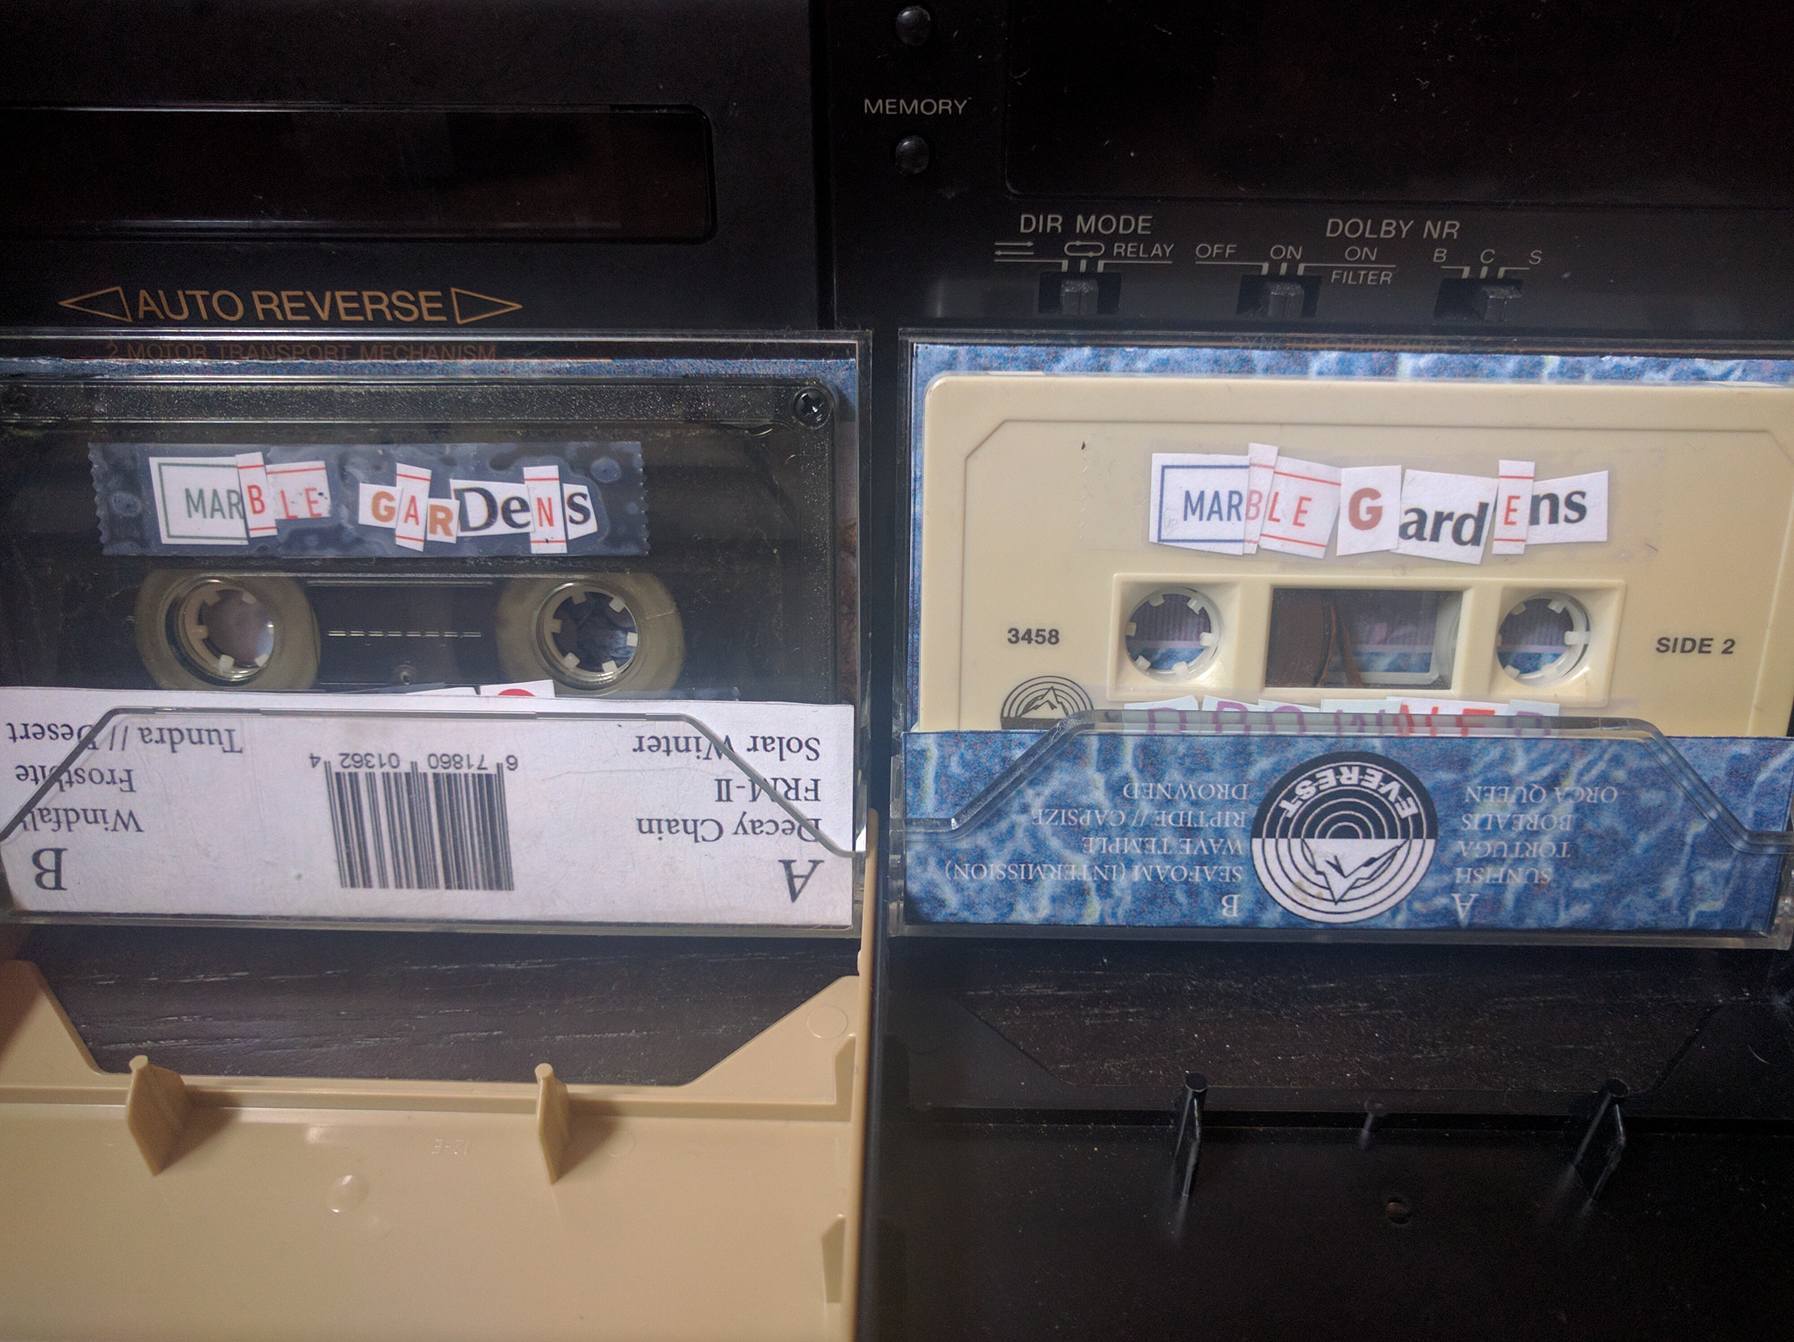 MEMORY
DIR MODE
RELAY
DOLBY NR
OFF ON ON
FILTER
B C S
AUTO REVERSE
2 MOTOR TRANSPORT MECHANISM
MARBLE GARDeNs
A
Decay Chain
FRM-II
Solar Winter
6 71860 01362 4
B
Windfall
Frostbite
Tundra // Desert
MARBLE GardEns
3458
SIDE 2
DROWNED
A
SUNFISH
TORTUGA
BOREALIS
ORCA QUEEN
EVEREST
B
SEAFOAM (INTERMISSION)
WAVE TEMPLE
RIPTIDE // CAPSIZE
DROWNED